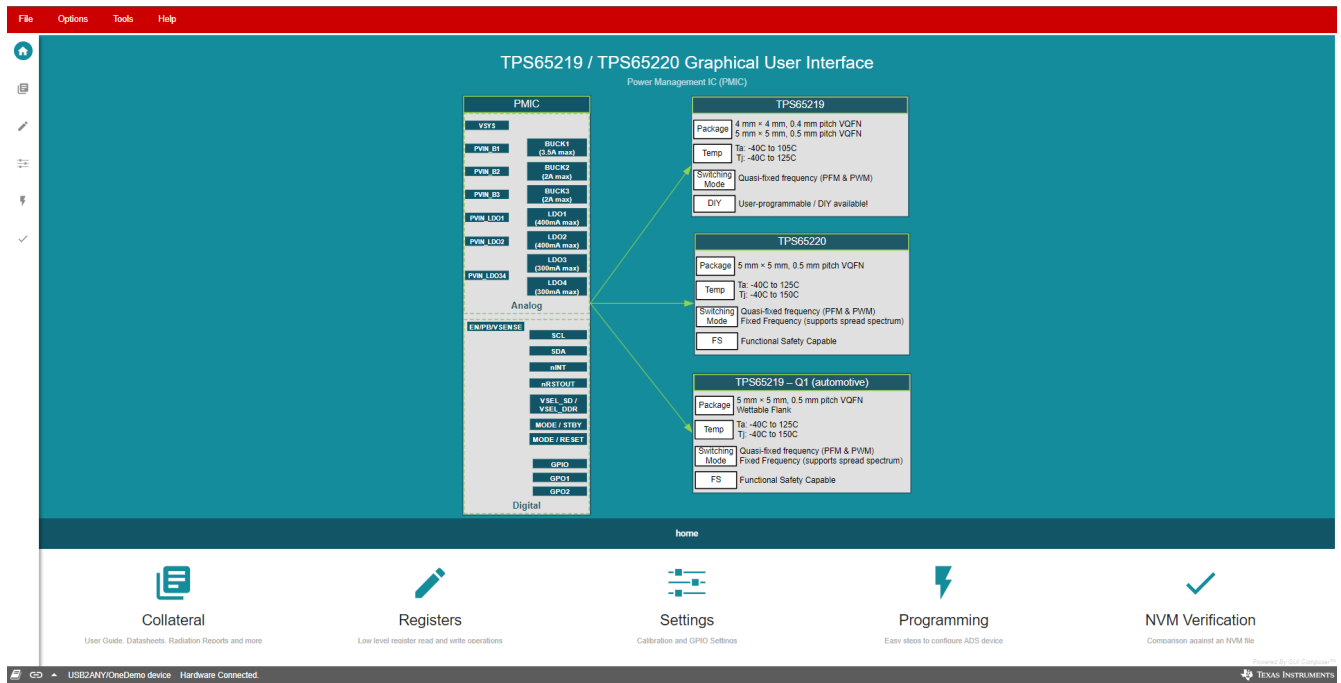 File Options Tools Help
TPS65219 / TPS65220 Graphical User Interface
Power Management IC (PMIC)
PMIC
VSYS
PVIN_B1
BUCK1
(3.5A max)
PVIN_B2
BUCK2
(2A max)
PVIN_B3
BUCK3
(2A max)
PVIN_LDO1
LDO1
(400mA max)
PVIN_LDO2
LDO2
(400mA max)
LDO3
(300mA max)
PVIN_LDO34
LDO4
(300mA max)
Analog
EN/PB/VSENSE
SCL
SDA
nINT
nRSTOUT
VSEL_SD /
VSEL_DDR
MODE / STBY
MODE / RESET
GPIO
GPO1
GPO2
Digital
TPS65219
Package
4 mm × 4 mm, 0.4 mm pitch VQFN
5 mm × 5 mm, 0.5 mm pitch VQFN
Temp
Ta: -40C to 105C
Tj: -40C to 125C
Switching
Mode
Quasi-fixed frequency (PFM & PWM)
DIY
User-programmable / DIY available!
TPS65220
Package
5 mm × 5 mm, 0.5 mm pitch VQFN
Temp
Ta: -40C to 125C
Tj: -40C to 150C
Switching
Mode
Quasi-fixed frequency (PFM & PWM)
Fixed Frequency (supports spread spectrum)
FS
Functional Safety Capable
TPS65219 – Q1 (automotive)
Package
5 mm × 5 mm, 0.5 mm pitch VQFN
Wettable Flank
Temp
Ta: -40C to 125C
Tj: -40C to 150C
Switching
Mode
Quasi-fixed frequency (PFM & PWM)
Fixed Frequency (supports spread spectrum)
FS
Functional Safety Capable
home
Collateral
User Guide, Datasheets, Radiation Reports and more
Registers
Low level register read and write operations
Settings
Calibration and GPIO Settings
Programming
Easy steps to configure ADS device
NVM Verification
Comparison against an NVM file
Powered By GUI Composer™
USB2ANY/OneDemo device Hardware Connected.
TEXAS INSTRUMENTS